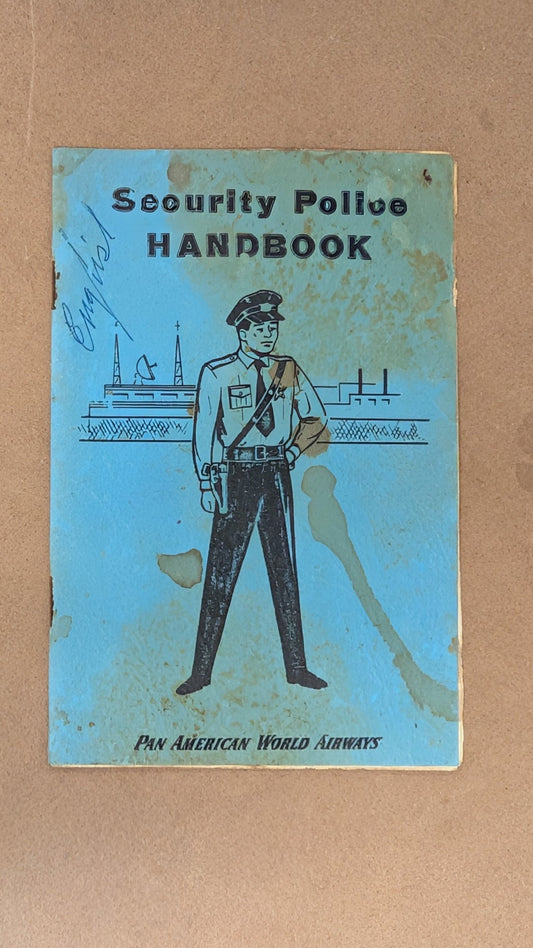 Security Police
HANDBOOK
English
PAN AMERICAN WORLD AIRWAYS